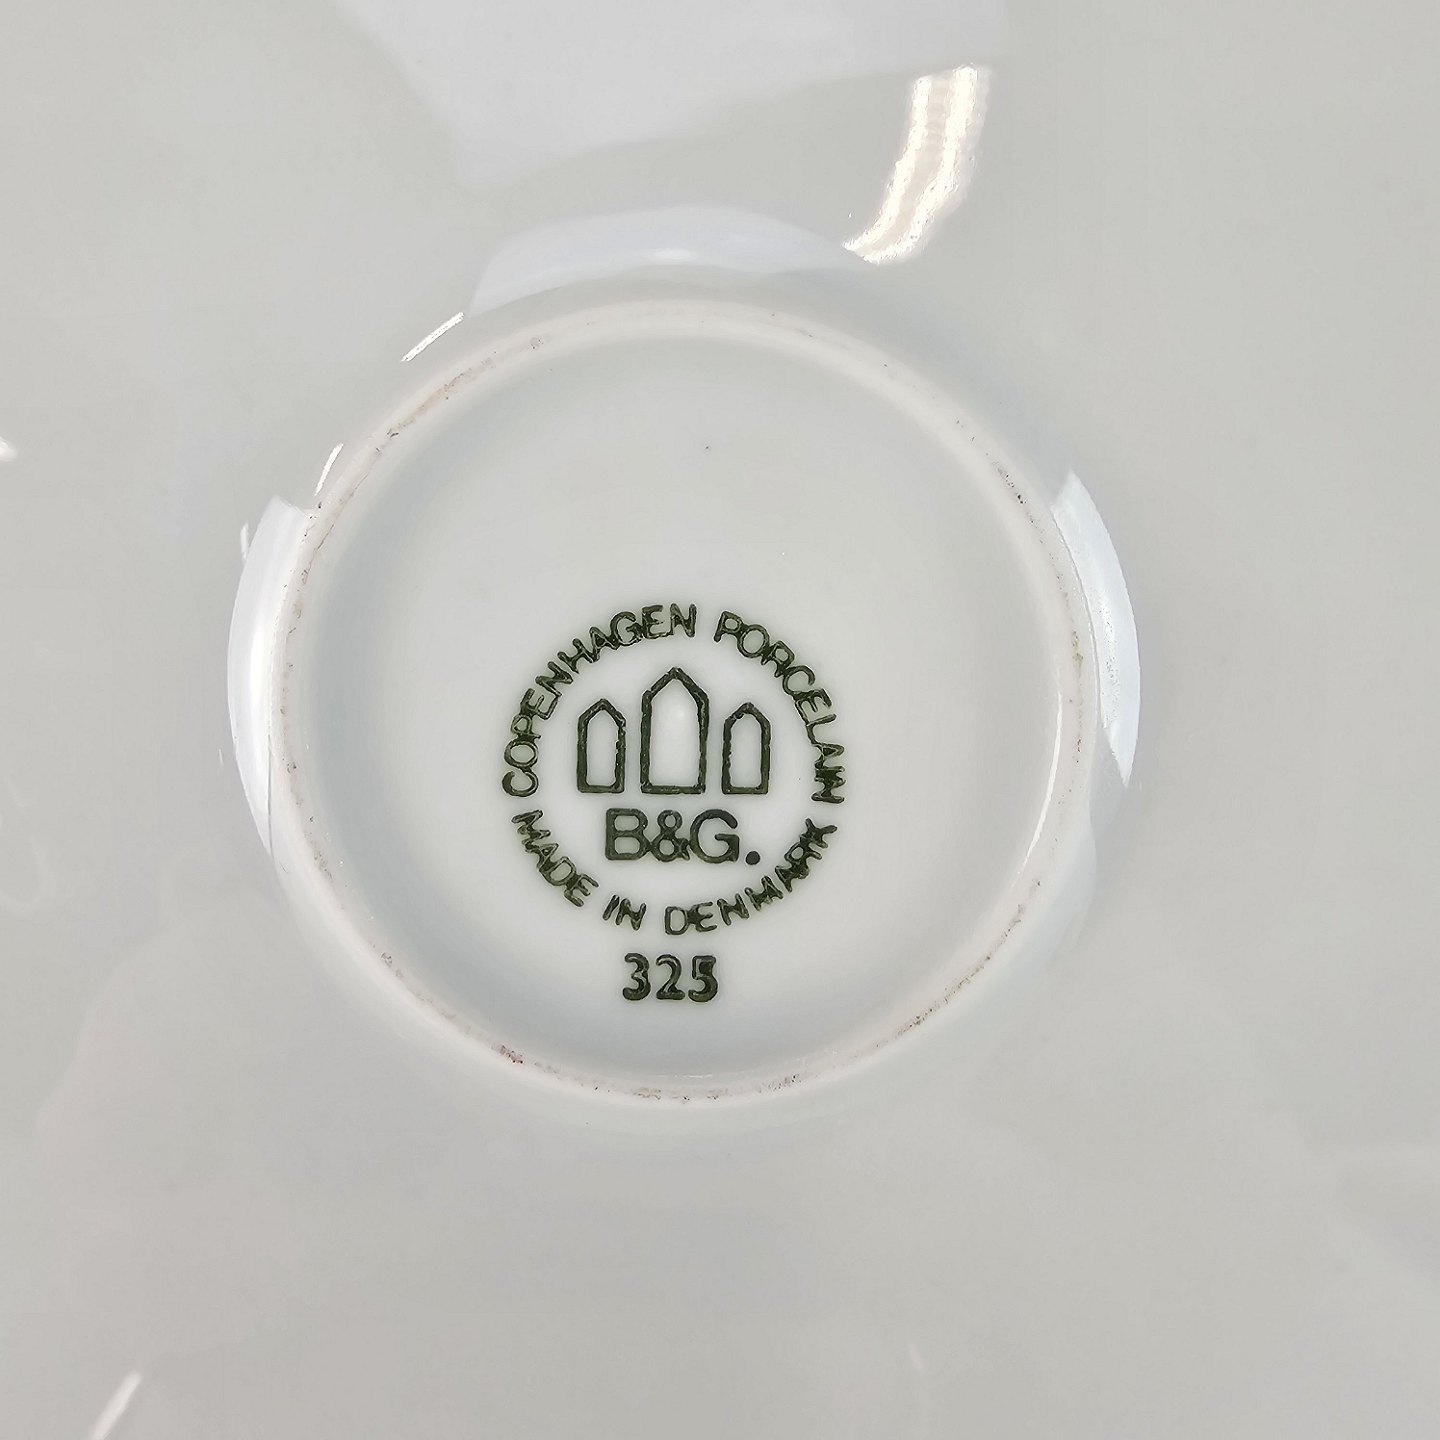 COPENHAGEN PORCELAIN
B&G.
MADE IN DENMARK
325